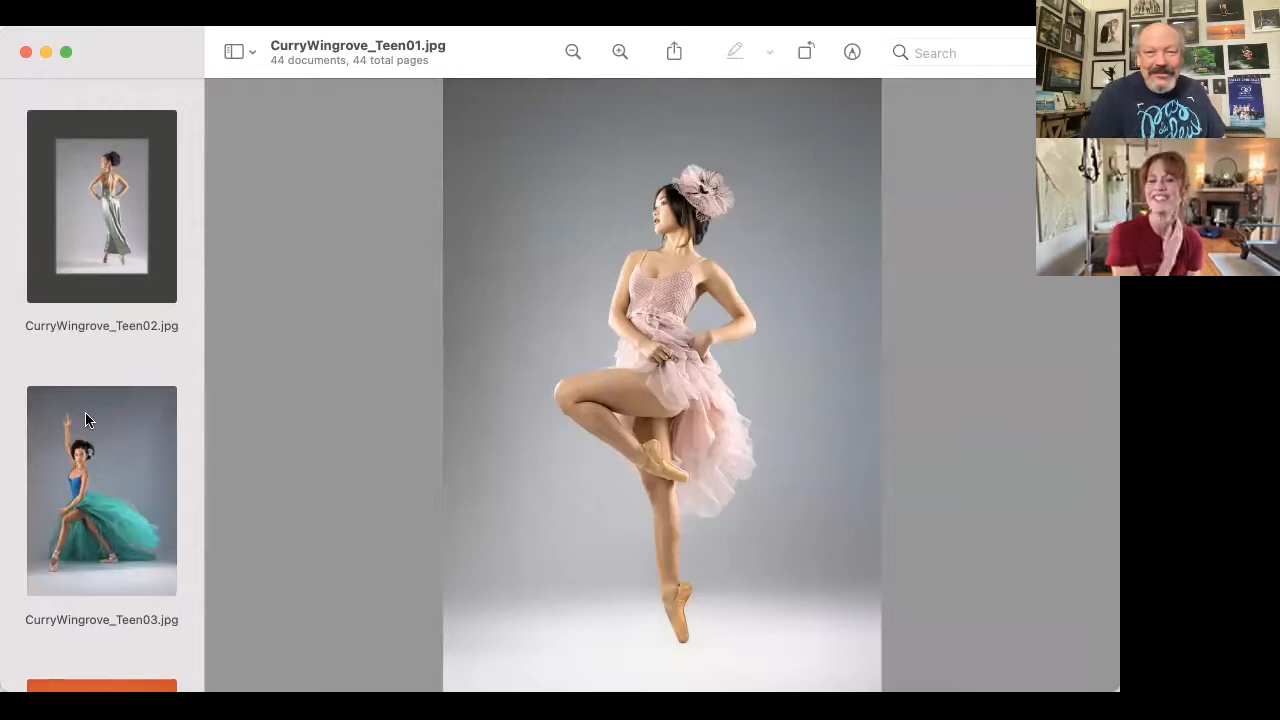 CurryWingrove_Teen01.jpg
44 documents, 44 total pages
Search
CurryWingrove_Teen02.jpg
CurryWingrove_Teen03.jpg